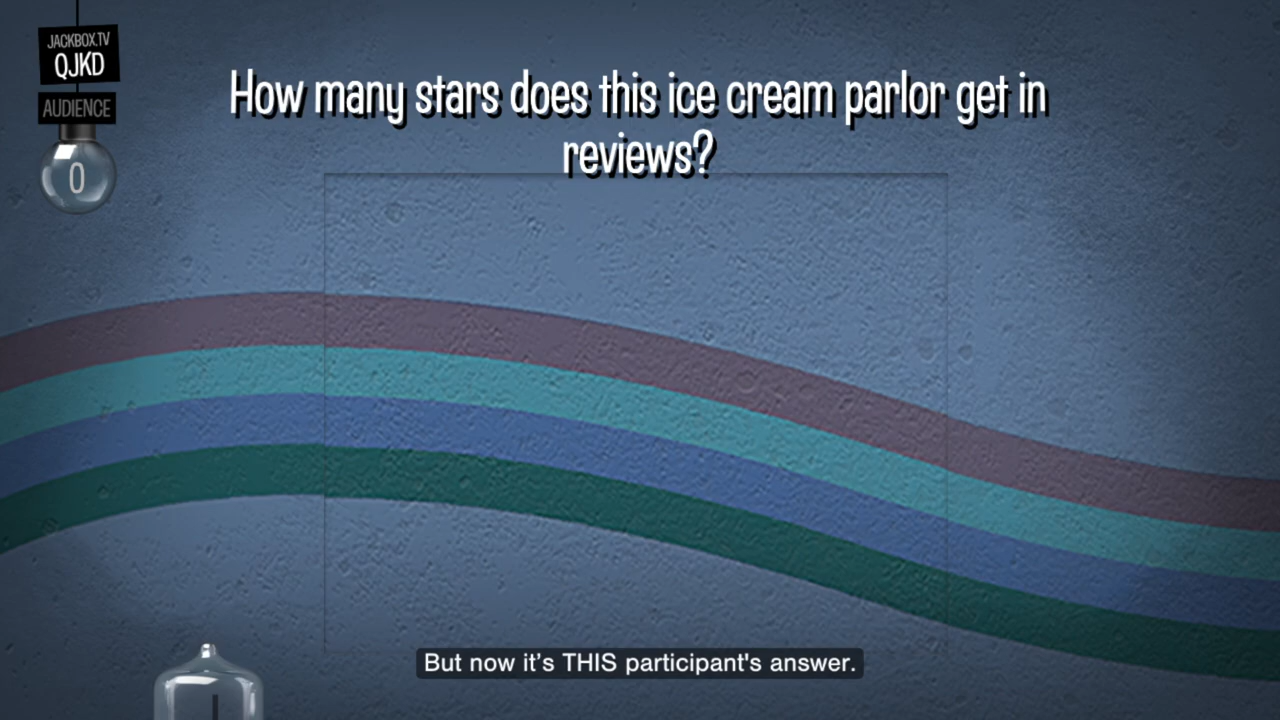 JACKBOX.TV
QJKD
AUDIENCE
0
How many stars does this ice cream parlor get in
reviews?
But now it's THIS participant's answer.